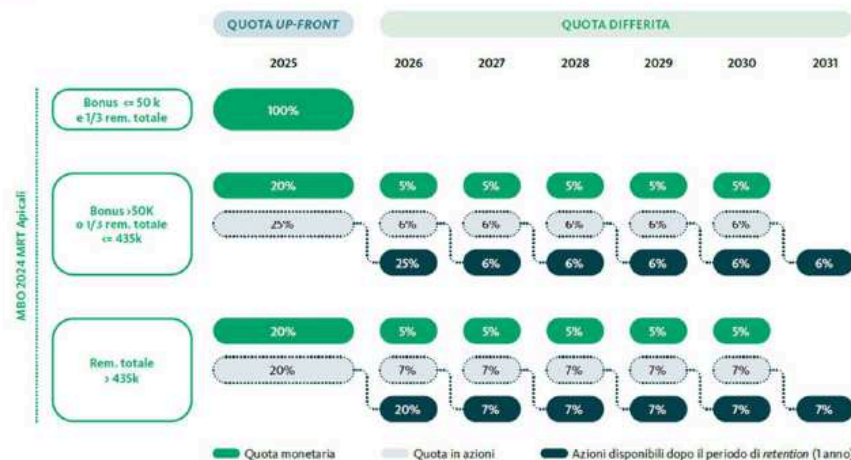 QUOTA UP-FRONT QUOTA DIFFERITA
2025 2026 2027 2028 2029 2030 2031
MBO 2024 MRT Apicali
Bonus <= 50 k
e 1/3 rem. totale
100%
Bonus >50K
o 1/3 rem. totale
<= 435k
20% 5% 5% 5% 5% 5%
25% 6% 6% 6% 6% 6%
25% 6% 6% 6% 6% 6%
Rem. totale
> 435k
20% 5% 5% 5% 5% 5%
20% 7% 7% 7% 7% 7%
20% 7% 7% 7% 7% 7%
Quota monetaria Quota in azioni Azioni disponibili dopo il periodo di retention (1 anno)